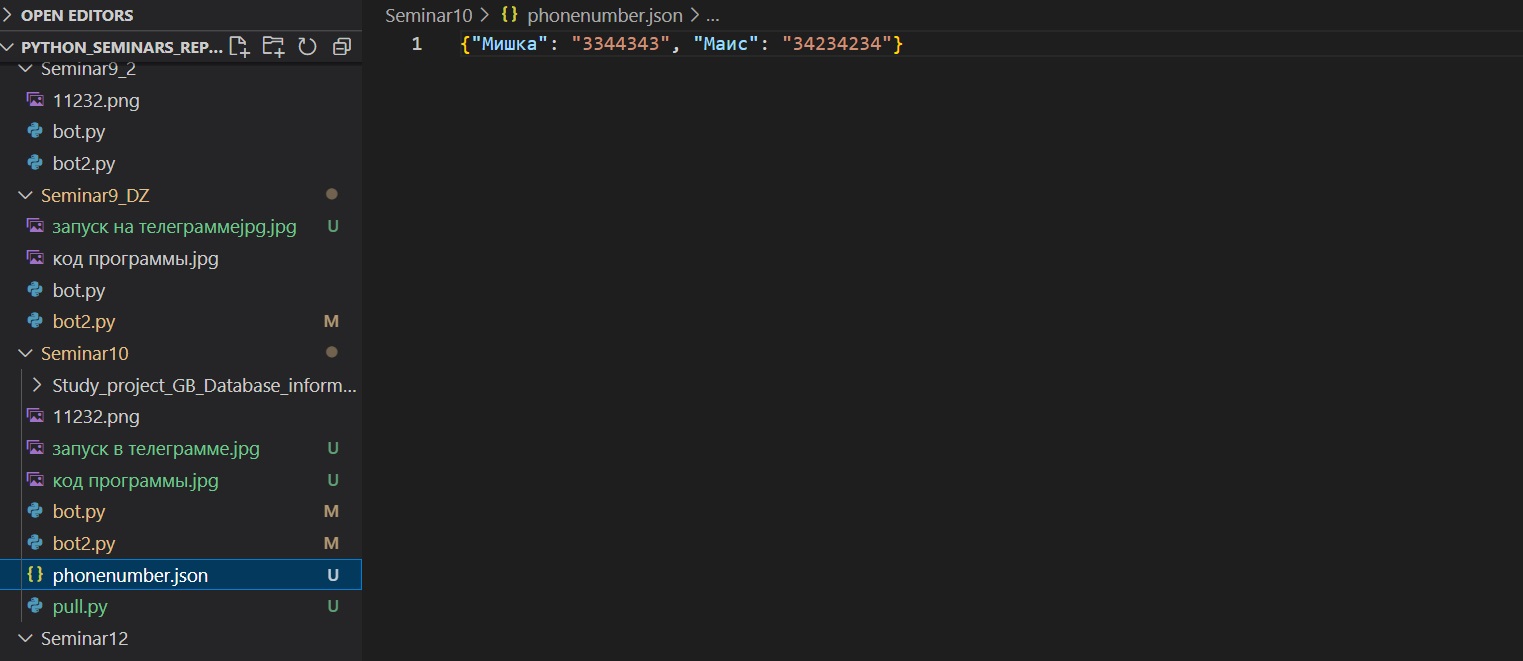 OPEN EDITORS
PYTHON_SEMINARS_REP...
Seminar9_2
11232.png
bot.py
bot2.py
Seminar9_DZ
запуск на телеграммеjpg.jpg U
код программы.jpg
bot.py
bot2.py M
Seminar10
Study_project_GB_Database_inform...
11232.png
запуск в телеграмме.jpg U
код программы.jpg U
bot.py M
bot2.py M
{} phonenumber.json U
pull.py U
Seminar12
Seminar10 > {} phonenumber.json > ...
1 {"Мишка": "3344343", "Маис": "34234234"}